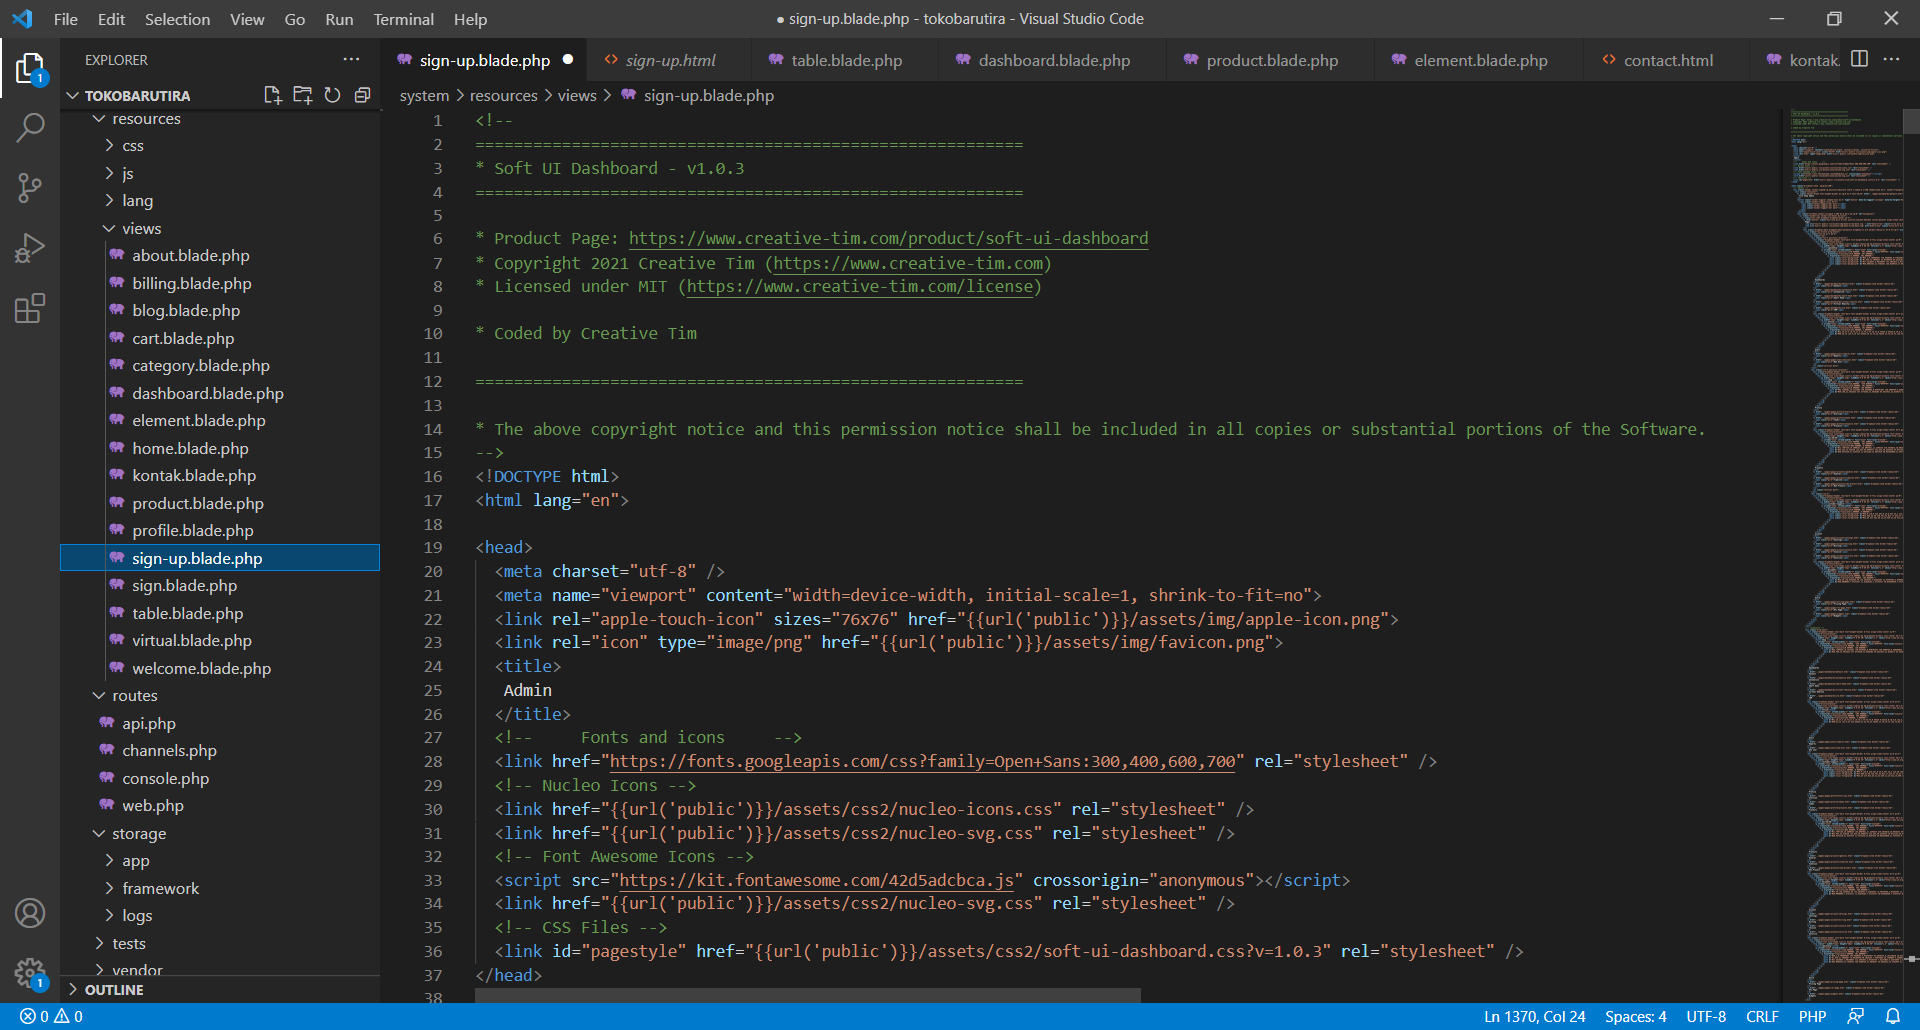 File Edit Selection View Go Run Terminal Help
● sign-up.blade.php - tokobarutira - Visual Studio Code
EXPLORER
sign-up.blade.php
sign-up.html
table.blade.php
dashboard.blade.php
product.blade.php
element.blade.php
contact.html
kontak.
TOKOBARUTIRA
resources
css
js
lang
views
about.blade.php
billing.blade.php
blog.blade.php
cart.blade.php
category.blade.php
dashboard.blade.php
element.blade.php
home.blade.php
kontak.blade.php
product.blade.php
profile.blade.php
sign-up.blade.php
sign.blade.php
table.blade.php
virtual.blade.php
welcome.blade.php
routes
api.php
channels.php
console.php
web.php
storage
app
framework
logs
tests
vendor
OUTLINE
1
1
system > resources > views > sign-up.blade.php
1 <!--
2 =========================================================
3 * Soft UI Dashboard - v1.0.3
4 =========================================================
5
6 * Product Page: https://www.creative-tim.com/product/soft-ui-dashboard
7 * Copyright 2021 Creative Tim (https://www.creative-tim.com)
8 * Licensed under MIT (https://www.creative-tim.com/license)
9
10 * Coded by Creative Tim
11
12 =========================================================
13
14 * The above copyright notice and this permission notice shall be included in all copies or substantial portions of the Software.
15 -->
16 <!DOCTYPE html>
17 <html lang="en">
18
19 <head>
20 <meta charset="utf-8" />
21 <meta name="viewport" content="width=device-width, initial-scale=1, shrink-to-fit=no">
22 <link rel="apple-touch-icon" sizes="76x76" href="{{url('public')}}/assets/img/apple-icon.png">
23 <link rel="icon" type="image/png" href="{{url('public')}}/assets/img/favicon.png">
24 <title>
25 Admin
26 </title>
27 <!--     Fonts and icons     -->
28 <link href="https://fonts.googleapis.com/css?family=Open+Sans:300,400,600,700" rel="stylesheet" />
29 <!-- Nucleo Icons -->
30 <link href="{{url('public')}}/assets/css2/nucleo-icons.css" rel="stylesheet" />
31 <link href="{{url('public')}}/assets/css2/nucleo-svg.css" rel="stylesheet" />
32 <!-- Font Awesome Icons -->
33 <script src="https://kit.fontawesome.com/42d5adcbca.js" crossorigin="anonymous"></script>
34 <link href="{{url('public')}}/assets/css2/nucleo-svg.css" rel="stylesheet" />
35 <!-- CSS Files -->
36 <link id="pagestyle" href="{{url('public')}}/assets/css2/soft-ui-dashboard.css?v=1.0.3" rel="stylesheet" />
37 </head>
38
0 0
Ln 1370, Col 24 Spaces: 4 UTF-8 CRLF PHP